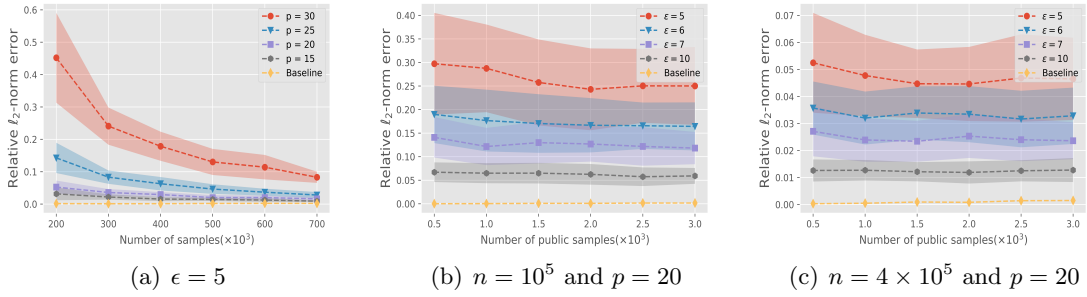 Relative ℓ₂-norm error
0.6
0.5
0.4
0.3
0.2
0.1
0.0
p = 30
p = 25
p = 20
p = 15
Baseline
200 300 400 500 600 700
Number of samples(×10³)
(a) ϵ = 5
Relative ℓ₂-norm error
0.40
0.35
0.30
0.25
0.20
0.15
0.10
0.05
0.00
ε = 5
ε = 6
ε = 7
ε = 10
Baseline
0.5 1.0 1.5 2.0 2.5 3.0
Number of public samples(×10³)
(b) n = 10⁵ and p = 20
Relative ℓ₂-norm error
0.07
0.06
0.05
0.04
0.03
0.02
0.01
0.00
ε = 5
ε = 6
ε = 7
ε = 10
Baseline
0.5 1.0 1.5 2.0 2.5 3.0
Number of public samples(×10³)
(c) n = 4 × 10⁵ and p = 20